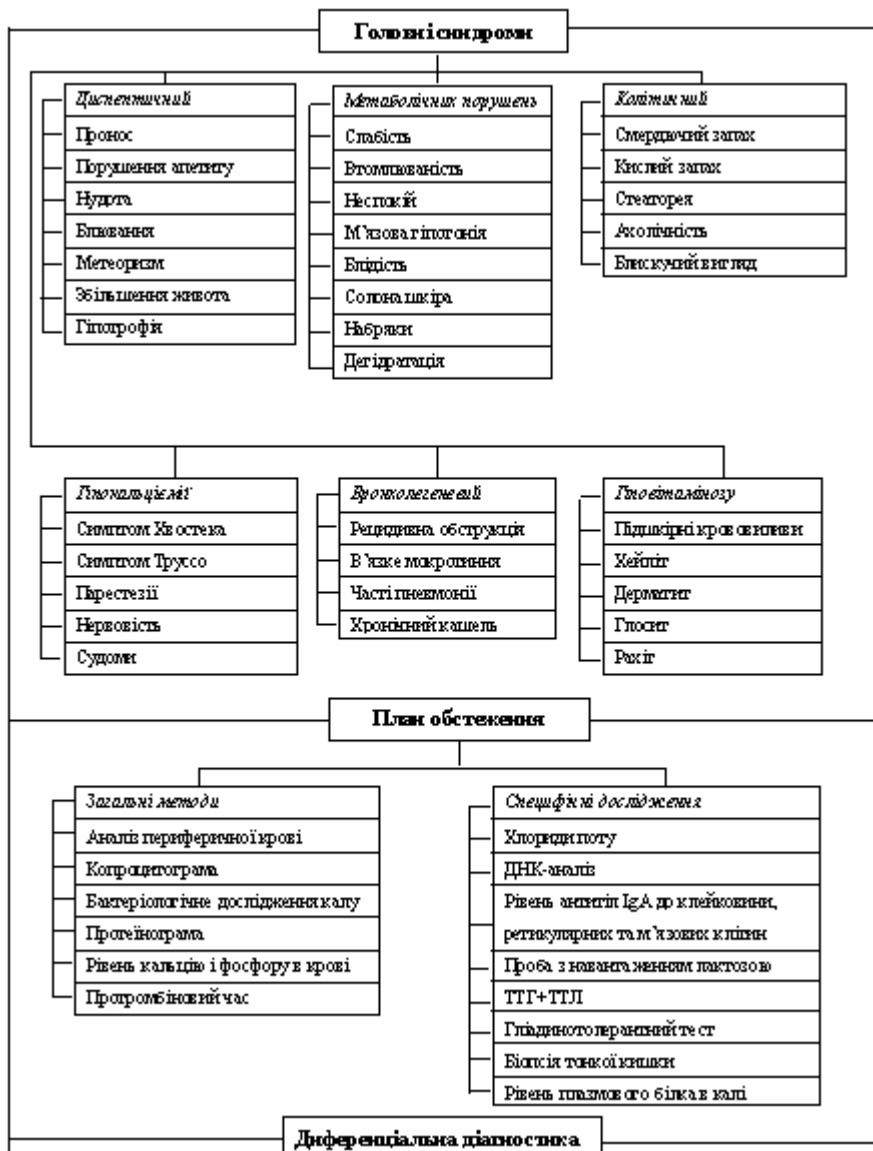 Головні синдроми
Диспептичний
Пронос
Порушення апетиту
Нудота
Блювання
Метеоризм
Збільшення живота
Гіпотрофія
Метаболічних порушень
Слабість
Втомлюваність
Неспокій
М’язова гіпотонія
Блідість
Солона шкіра
Набряки
Дегідратація
Копітичний
Смердючий запах
Кислий запах
Стеаторея
Ахолічність
Блискучий вигляд
Гіпокальціємії
Симптом Хвостека
Симптом Труссо
Парестезії
Нервовість
Судоми
Бронхолегеневий
Рецидивна обструкція
В’язке мокротиння
Часті пневмонії
Хронічний кашель
Гіповітамінозу
Підшкірні крововиливи
Хейліт
Дерматит
Глосит
Рахіт
План обстеження
Загальні методи
Аналіз периферичної крові
Копроцитограма
Бактеріологічне дослідження калу
Протеїнограма
Рівень кальцію і фосфору в крові
Протромбіновий час
Специфічні дослідження
Хлориди поту
ДНК-аналіз
Рівень антитіл IgA до клейковини,
ретикулярних та м’язових клітин
Проба з навантаженням лактозою
ТТГ+ТТЛ
Гліадинотолерантний тест
Біопсія тонкої кишки
Рівень плазмового білка в калі
Диференціальна діагностика